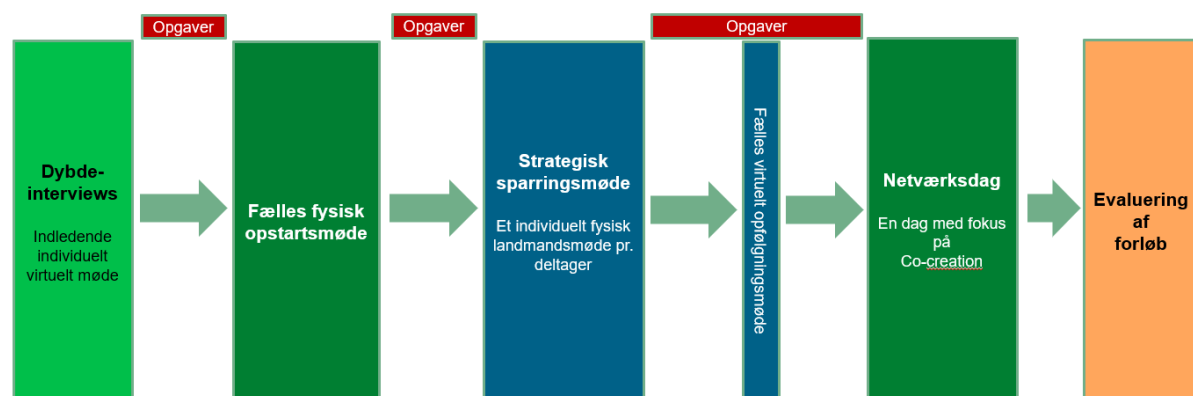 Opgaver
Opgaver
Opgaver
Dybde-
interviews
Indledende
individuelt
virtuelt møde
Fælles fysisk
opstartsmøde
Strategisk
sparringsmøde
Et individuelt fysisk
landmandsmøde pr.
deltager
Fælles virtuelt opfølgningsmøde
Netværksdag
En dag med fokus
på
Co-creation
Evaluering
af
forløb